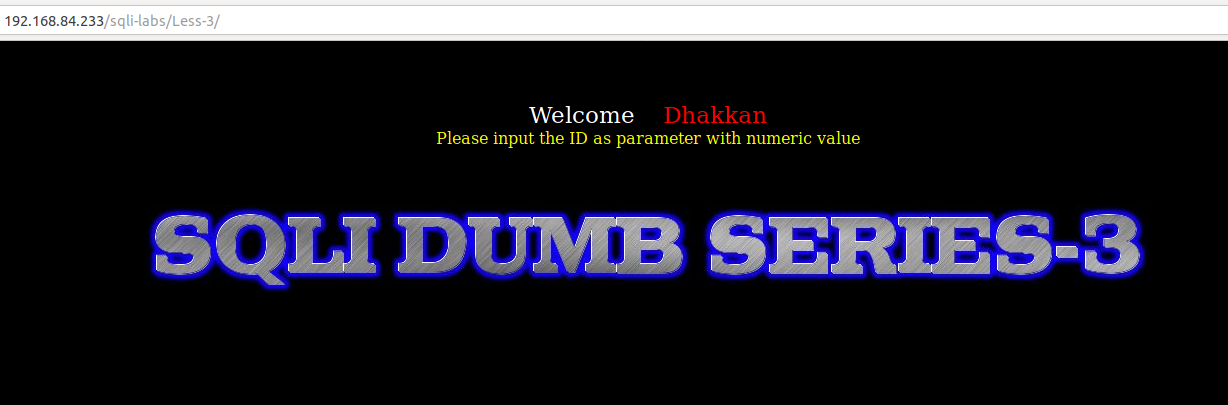 192.168.84.233/sqli-labs/Less-3/
Welcome Dhakkan
Please input the ID as parameter with numeric value
SQLI DUMB SERIES-3